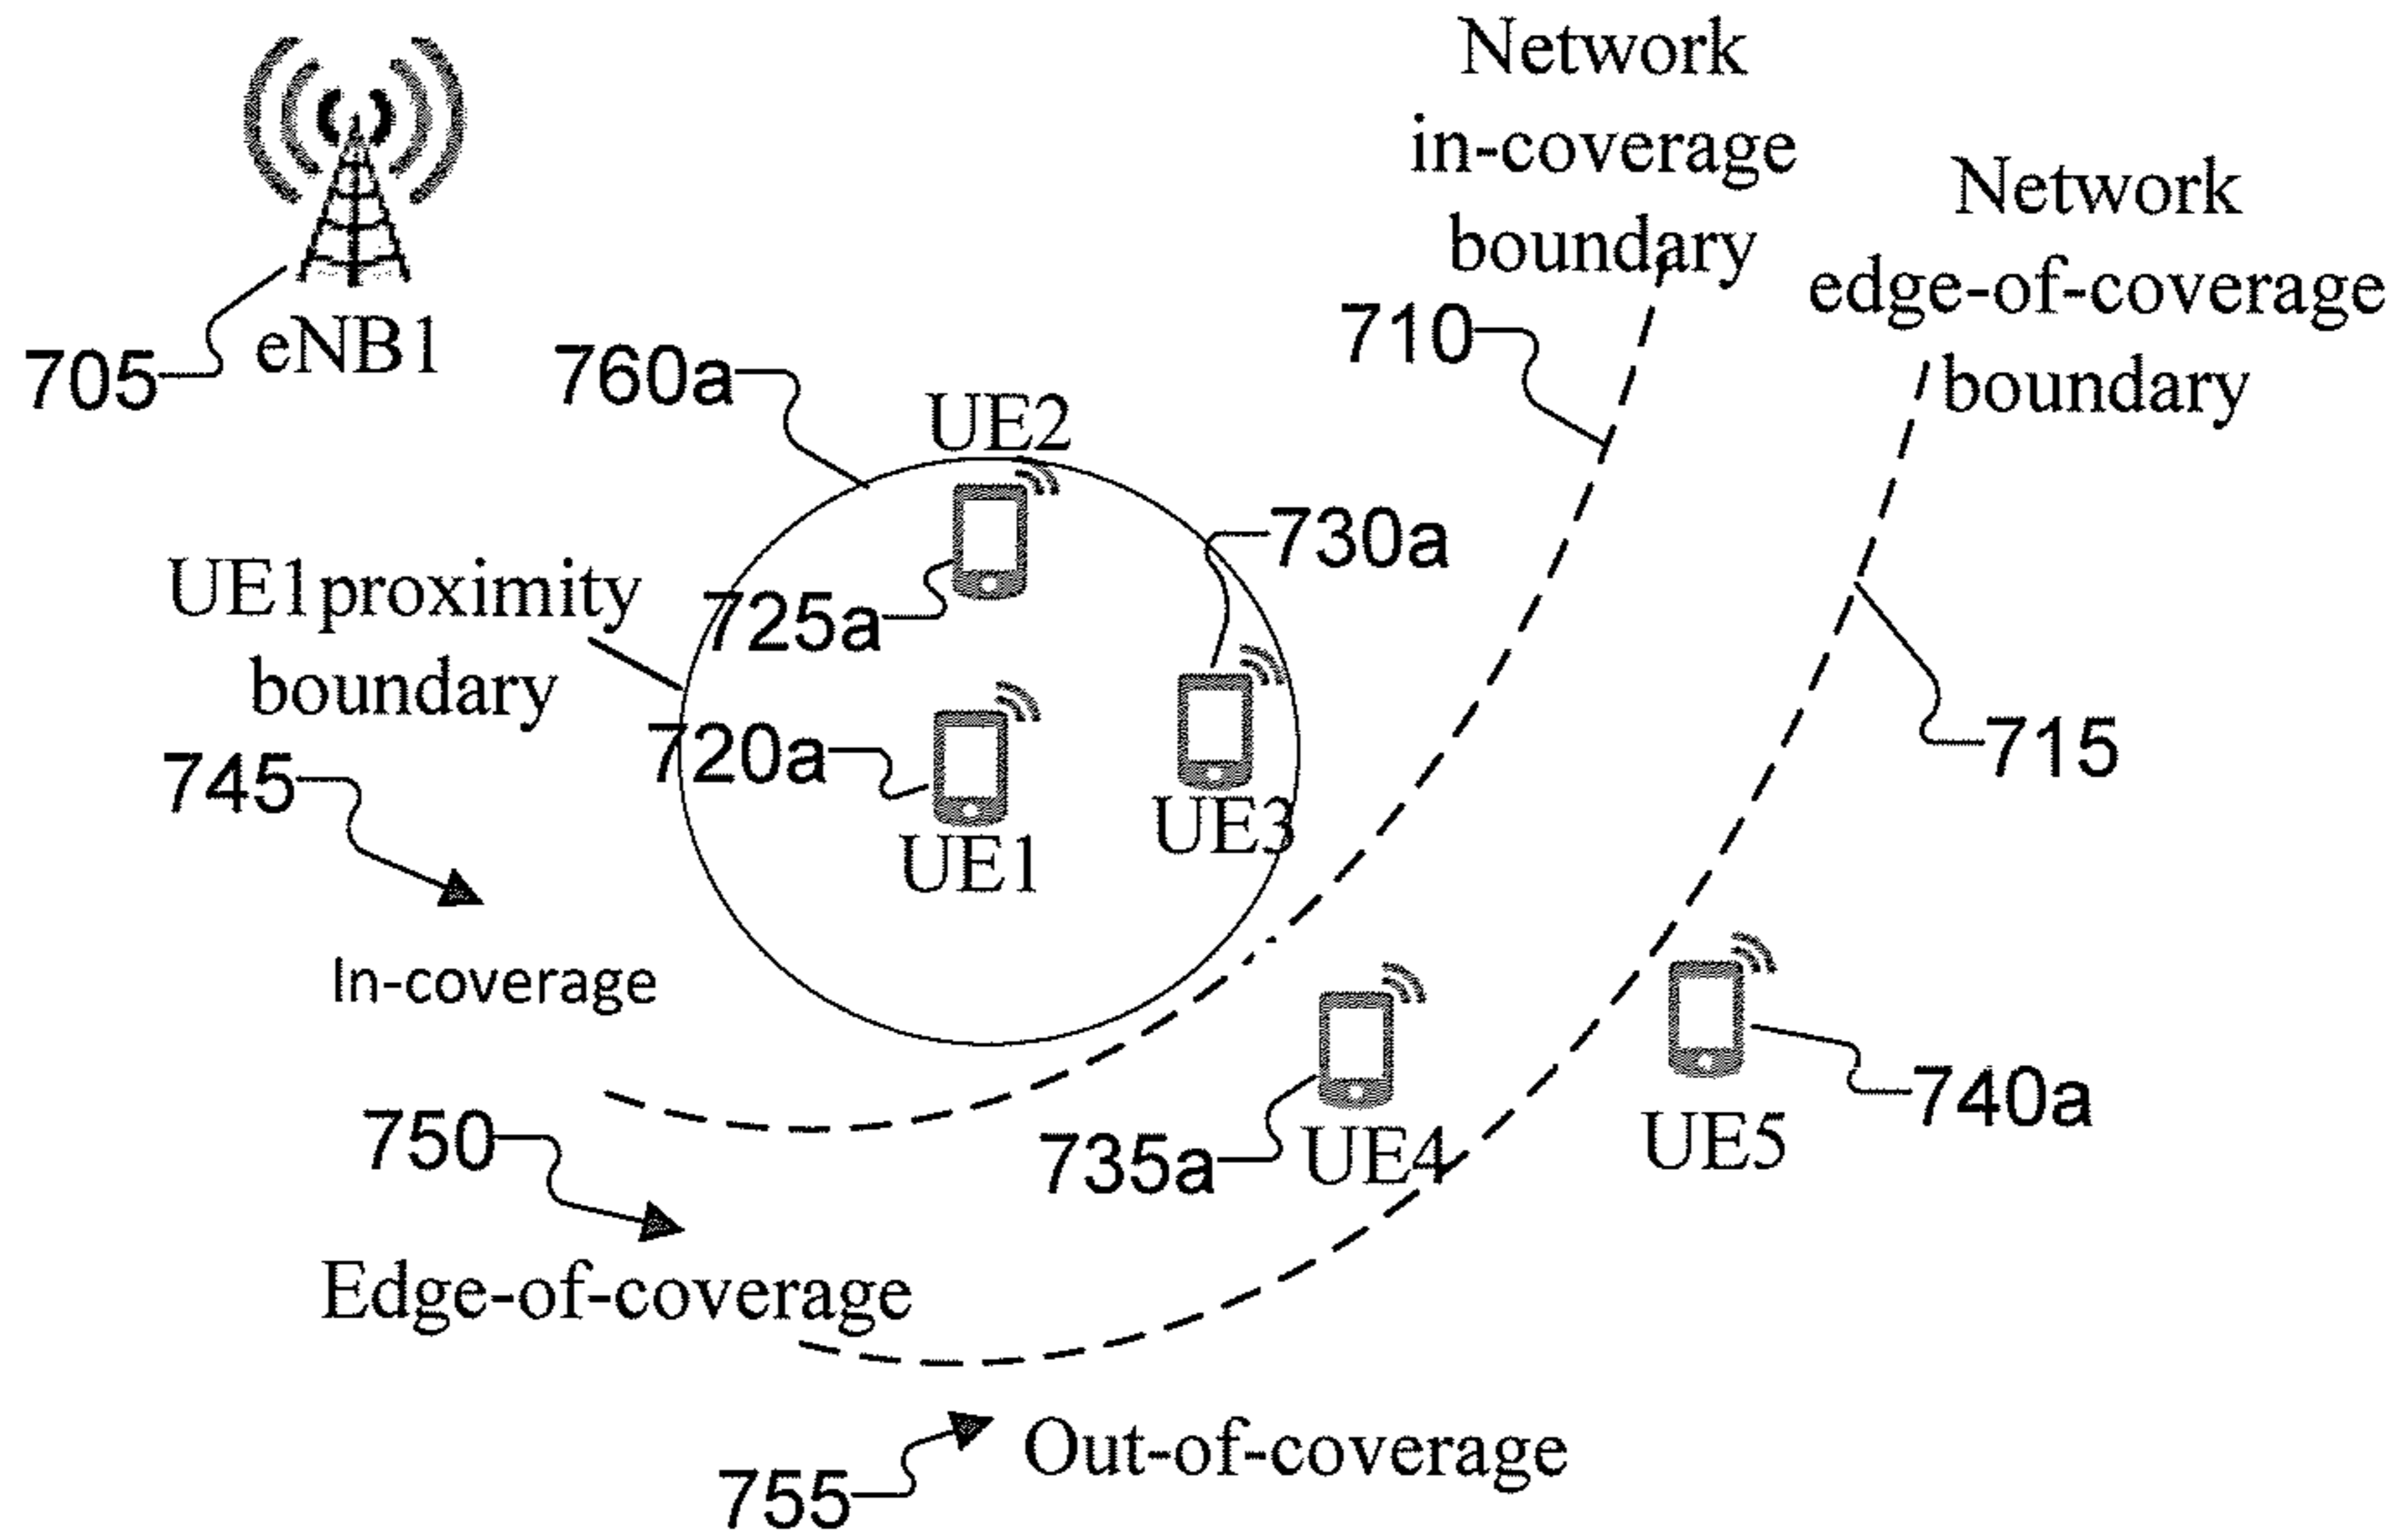 Network
in-coverage
boundary
Network
edge-of-coverage
boundary
eNB1
705
760a
UE2
710
730a
UE1proximity
boundary
725a
715
720a
745
UE3
UE1
In-coverage
740a
750
735a
UE4
UE5
Edge-of-coverage
Out-of-coverage
755